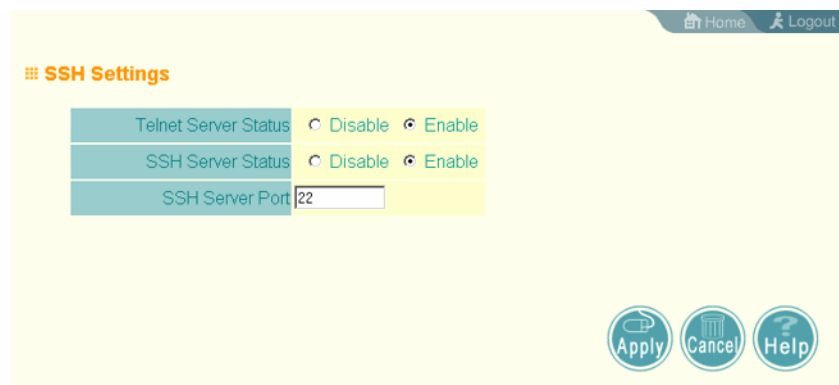 Home Logout
SSH Settings
Telnet Server Status Disable Enable
SSH Server Status Disable Enable
SSH Server Port 22
Apply Cancel Help